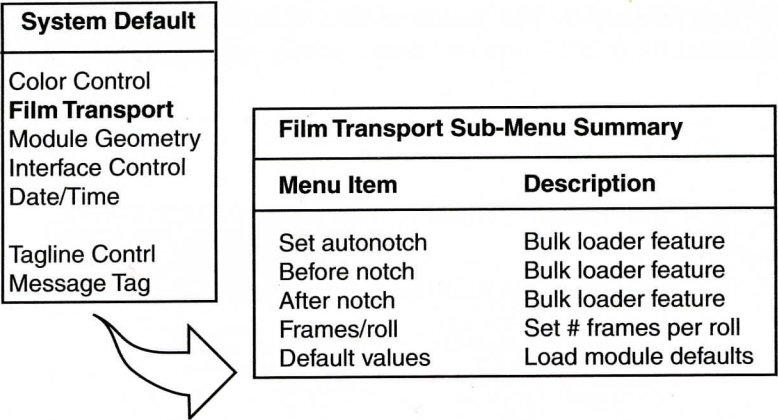 System Default
Color Control
Film Transport
Module Geometry
Interface Control
Date/Time
Tagline Contrl
Message Tag
Film Transport Sub-Menu Summary
Menu Item Description
Set autonotch Bulk loader feature
Before notch Bulk loader feature
After notch Bulk loader feature
Frames/roll Set # frames per roll
Default values Load module defaults